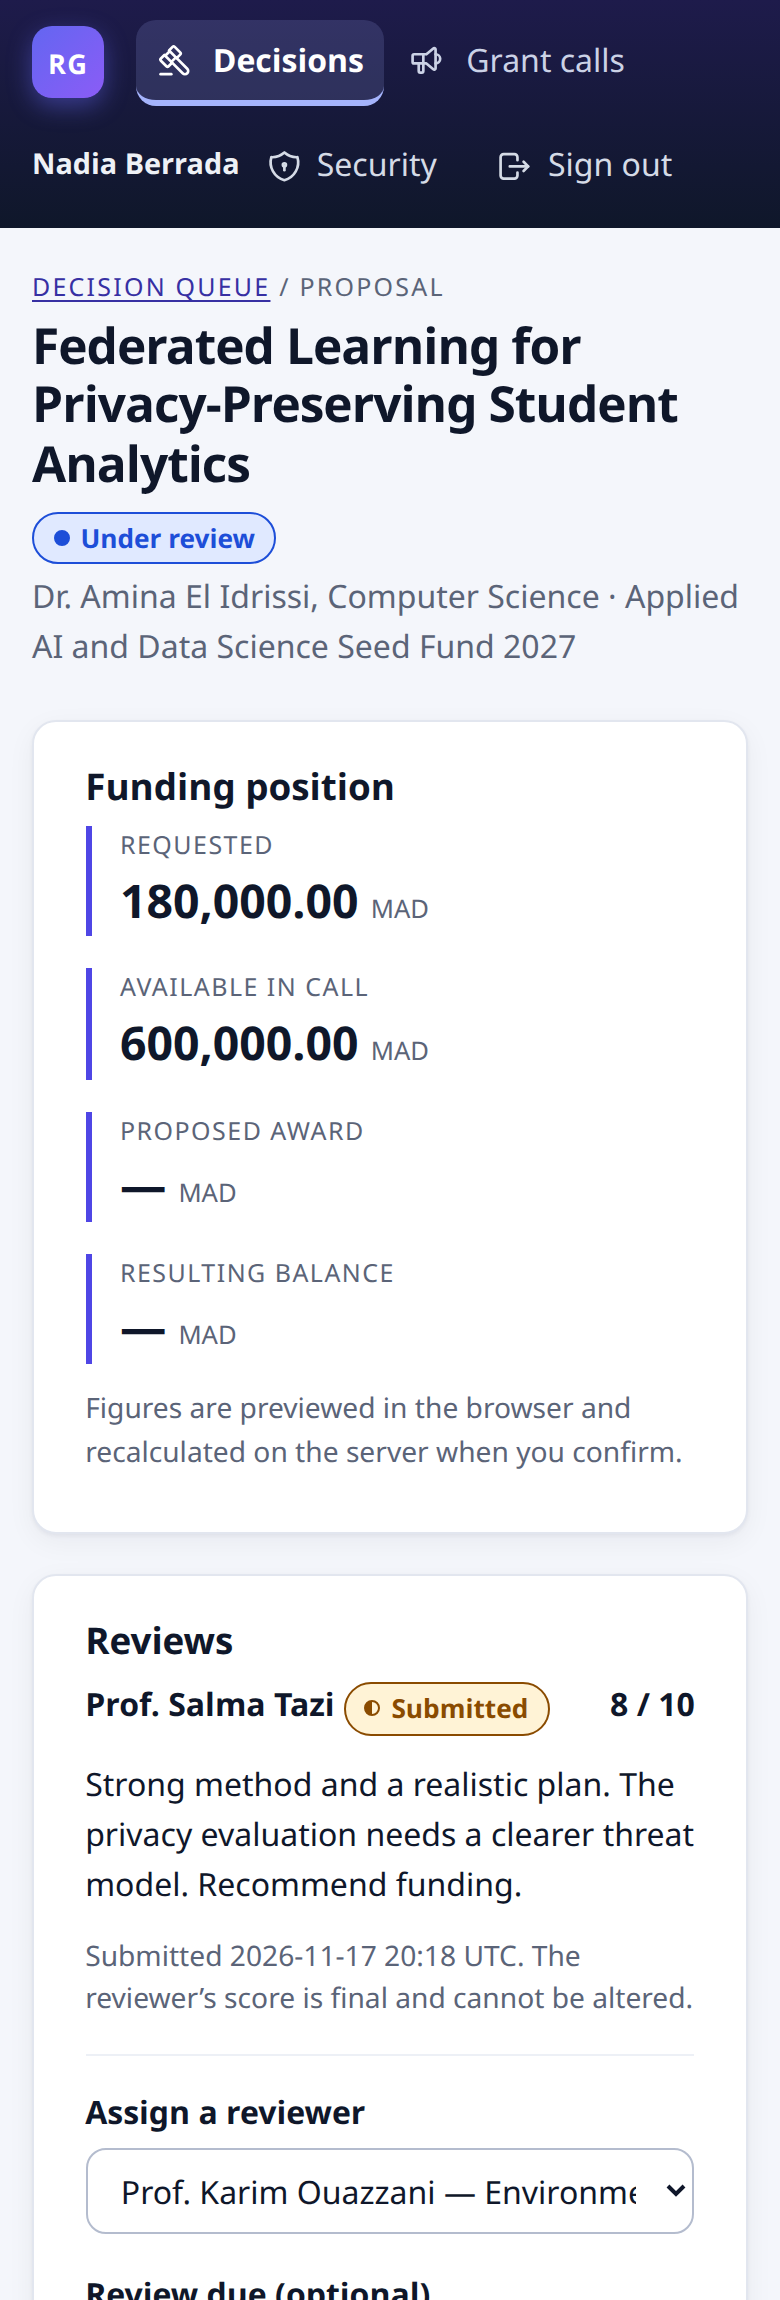 RG
Decisions
Grant calls
Nadia Berrada
Security
Sign out
DECISION QUEUE / PROPOSAL
Federated Learning for
Privacy-Preserving Student
Analytics
Under review
Dr. Amina El Idrissi, Computer Science · Applied
AI and Data Science Seed Fund 2027
Funding position
REQUESTED
180,000.00 MAD
AVAILABLE IN CALL
600,000.00 MAD
PROPOSED AWARD
— MAD
RESULTING BALANCE
— MAD
Figures are previewed in the browser and
recalculated on the server when you confirm.
Reviews
Prof. Salma Tazi Submitted 8 / 10
Strong method and a realistic plan. The
privacy evaluation needs a clearer threat
model. Recommend funding.
Submitted 2026-11-17 20:18 UTC. The
reviewer’s score is final and cannot be altered.
Assign a reviewer
Prof. Karim Ouazzani — Environme
Review due (optional)